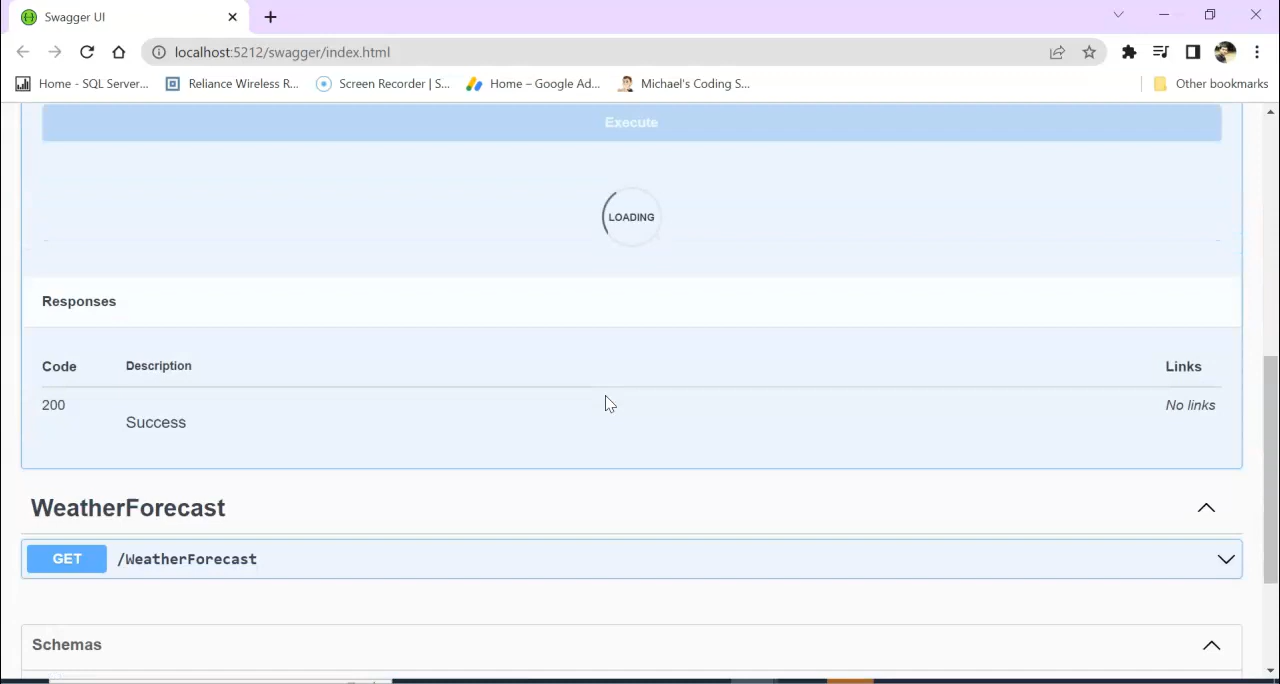 Swagger UI
localhost:5212/swagger/index.html
Home - SQL Server... Reliance Wireless R... Screen Recorder | S... Home – Google Ad... Michael's Coding S... Other bookmarks
Execute
LOADING
Responses
Code Description Links
200 Success No links
WeatherForecast
GET /WeatherForecast
Schemas